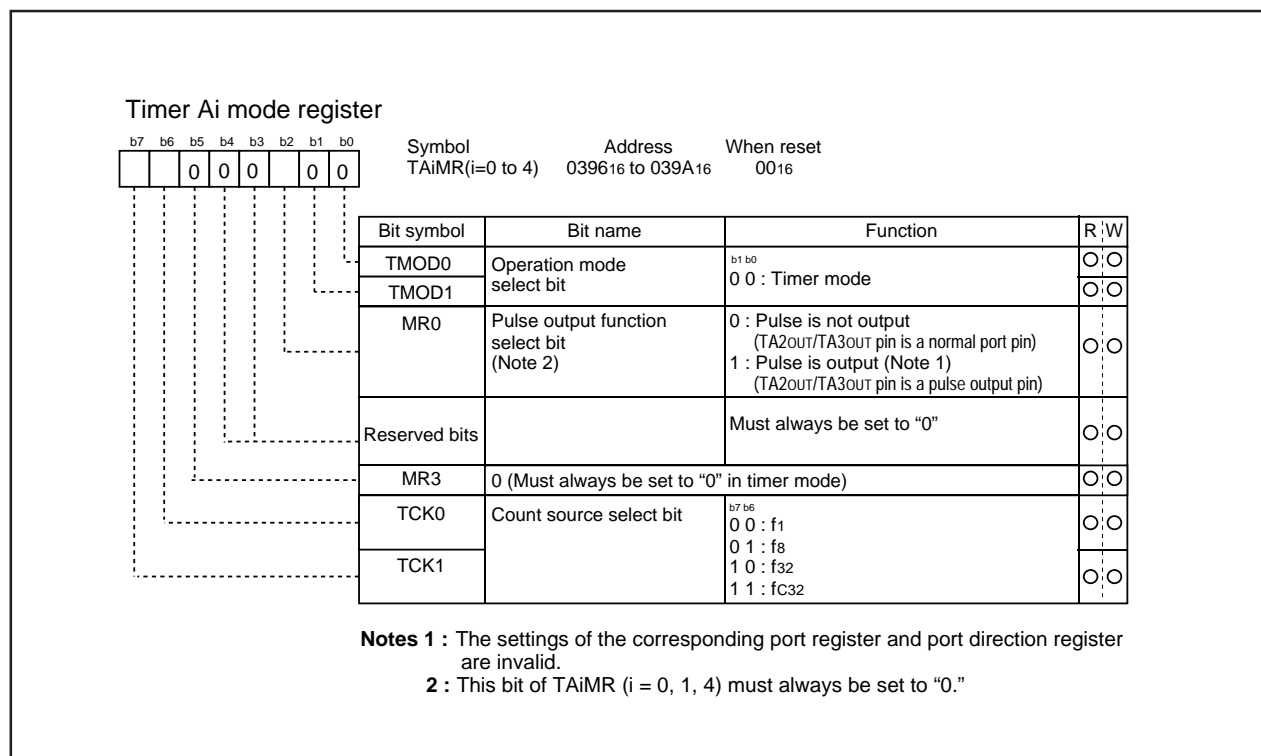 Timer Ai mode register
b7 b6 b5 b4 b3 b2 b1 b0
0 0 0 0 0
Symbol Address When reset
TAiMR(i=0 to 4) 039616 to 039A16 0016
Bit symbol Bit name Function R W
TMOD0 Operation mode select bit b1 b0
0 0 : Timer mode
TMOD1
MR0 Pulse output function select bit (Note 2)
0 : Pulse is not output
(TA2OUT/TA3OUT pin is a normal port pin)
1 : Pulse is output (Note 1)
(TA2OUT/TA3OUT pin is a pulse output pin)
Reserved bits Must always be set to “0”
MR3 0 (Must always be set to “0” in timer mode)
TCK0 Count source select bit b7 b6
0 0 : f1
0 1 : f8
TCK1 1 0 : f32
1 1 : fC32
Notes 1 : The settings of the corresponding port register and port direction register
are invalid.
2 : This bit of TAiMR (i = 0, 1, 4) must always be set to “0.”